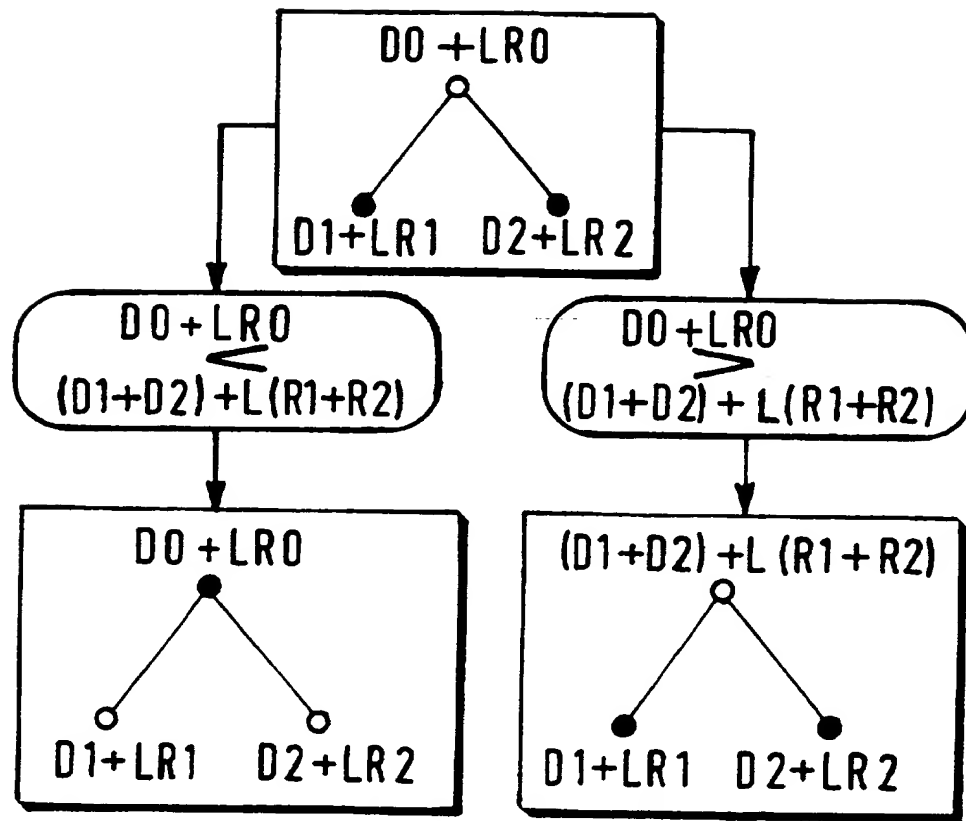 D0 + LR0
D1+LR1 D2+LR2
D0 + LR0
<
(D1+D2) + L(R1+R2)
D0 + LR0
>
(D1+D2) + L(R1+R2)
D0 + LR0
D1+LR1 D2+LR2
(D1+D2) + L (R1+R2)
D1+LR1 D2+LR2